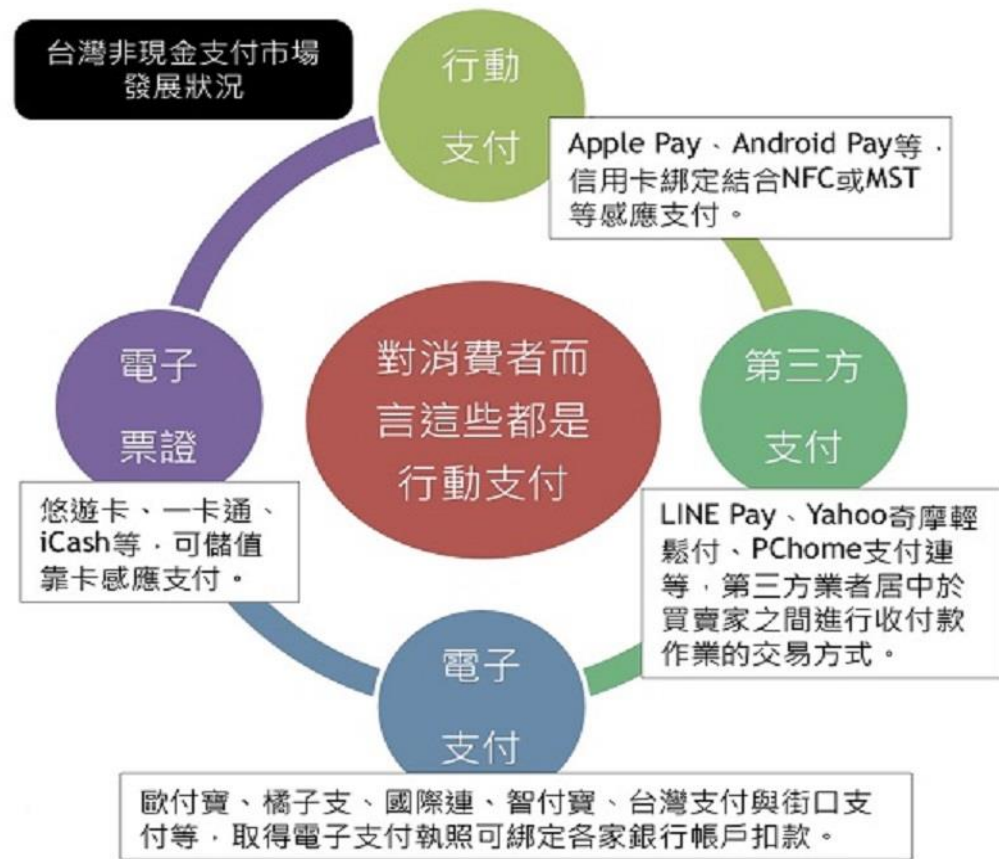 台灣非現金支付市場
發展狀況
行動
支付
Apple Pay、Android Pay等，
信用卡綁定結合NFC或MST
等感應支付。
電子
票證
悠遊卡、一卡通、
iCash等，可儲值
靠卡感應支付。
對消費者而
言這些都是
行動支付
第三方
支付
LINE Pay、Yahoo奇摩輕
鬆付、PChome支付連
等，第三方業者居中於
買賣家之間進行收付款
作業的交易方式。
電子
支付
歐付寶、橘子支、國際連、智付寶、台灣支付與街口支
付等，取得電子支付執照可綁定各家銀行帳戶扣款。